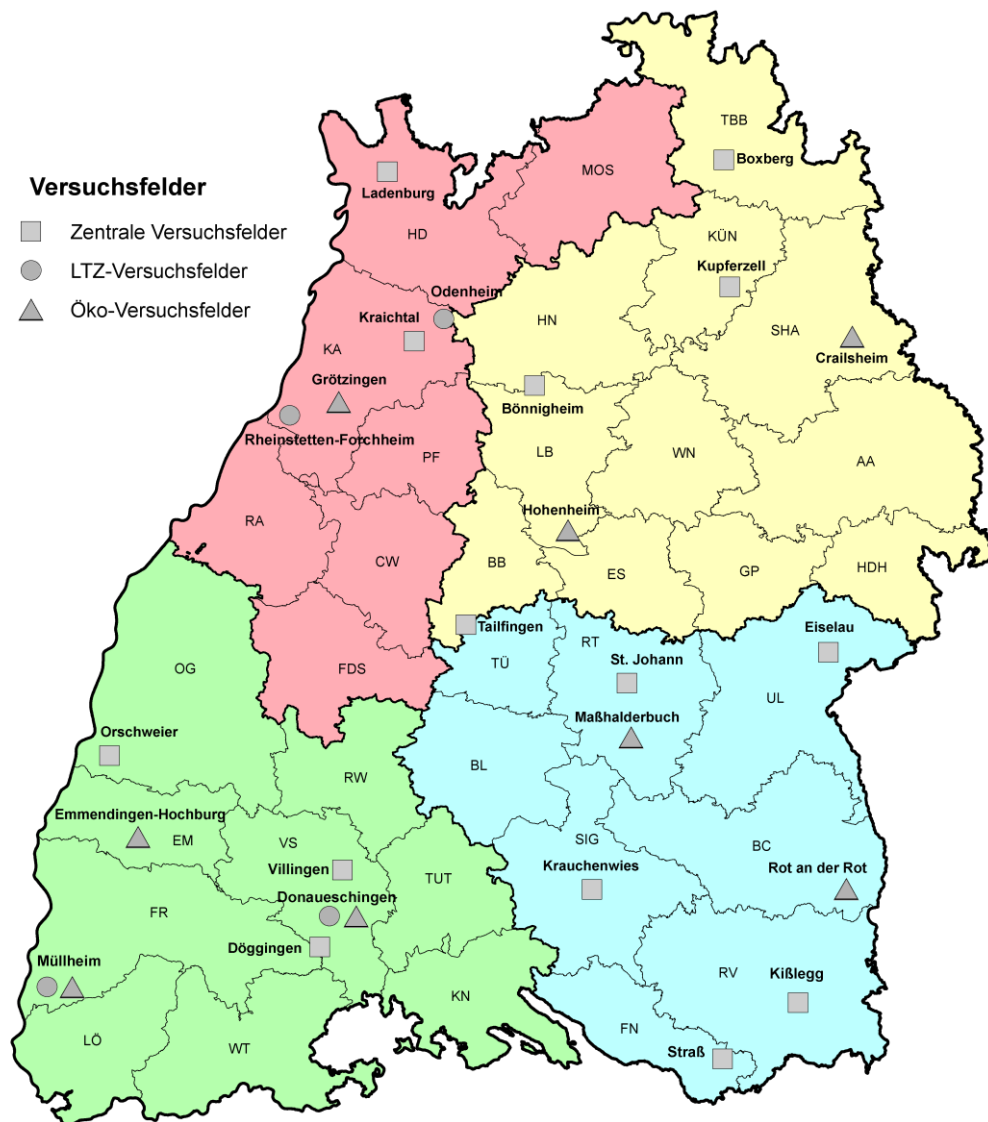 Versuchsfelder
Zentrale Versuchsfelder
LTZ-Versuchsfelder
Öko-Versuchsfelder
TBB
Boxberg
MOS
Ladenburg
HD
KÜN
Kupferzell
Odenheim
Kraichtal
HN
SHA
KA
Crailsheim
Grötzingen
Bönnigheim
Rheinstetten-Forchheim
PF
LB
WN
AA
Hohenheim
RA
CW
BB
ES
GP
HDH
Tailfingen
Eiselau
RT
TÜ
St. Johann
OG
FDS
UL
Maßhalderbuch
Orschweier
RW
BL
Emmendingen-Hochburg
EM
VS
SIG
BC
Villingen
TUT
Krauchenwies
Rot an der Rot
Donaueschingen
FR
Döggingen
Müllheim
KN
RV
Kißlegg
FN
LÖ
WT
Straß